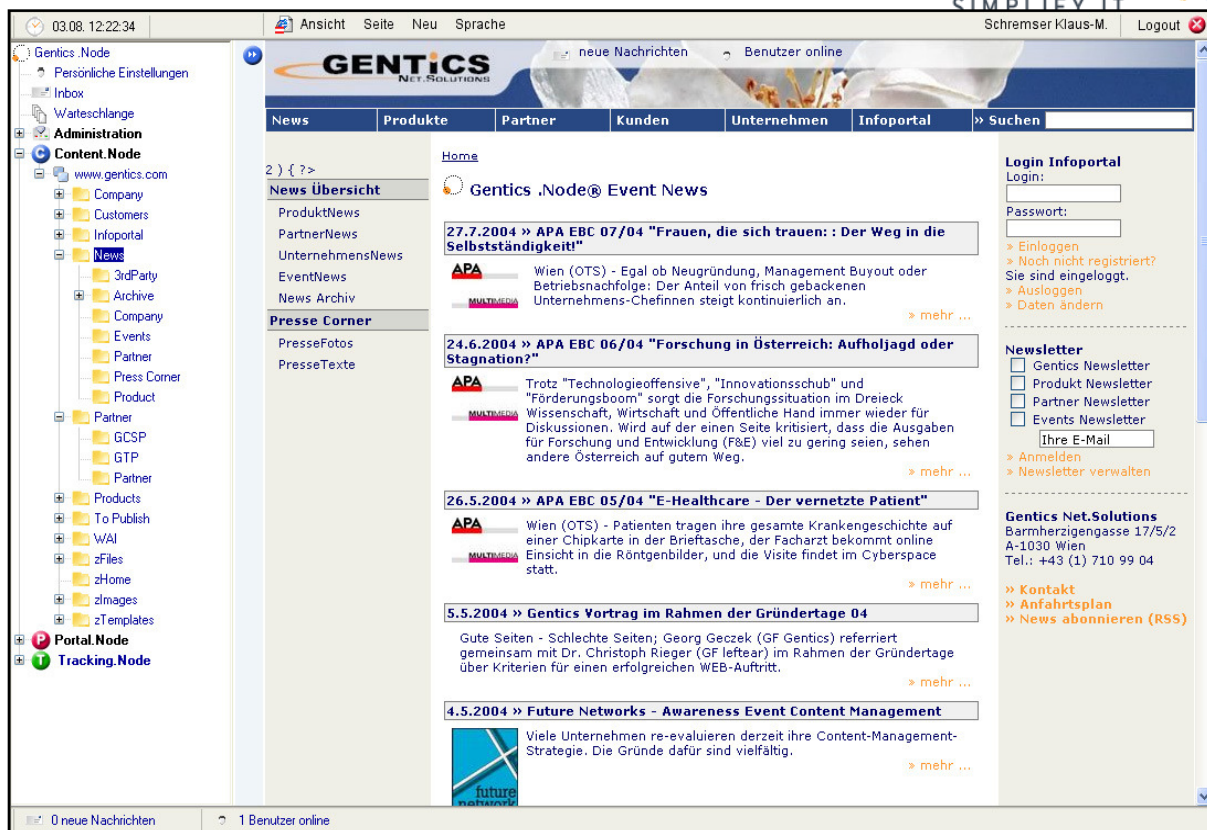 SIMPLIFY IT
03.08. 12:22:34
Ansicht Seite Neu Sprache
Schremser Klaus-M. Logout
Gentics .Node
Persönliche Einstellungen
Inbox
Warteschlange
Administration
Content.Node
www.gentics.com
Company
Customers
Infoportal
News
3rdParty
Archive
Company
Events
Partner
Press Corner
Product
Partner
GCSP
GTP
Partner
Products
To Publish
WAI
zFiles
zHome
zImages
zTemplates
Portal.Node
Tracking.Node
GENTICS
NET.SOLUTIONS
neue Nachrichten Benutzer online
News Produkte Partner Kunden Unternehmen Infoportal » Suchen
2 ) { ?>
News Übersicht
ProduktNews
PartnerNews
UnternehmensNews
EventNews
News Archiv
Presse Corner
PresseFotos
PresseTexte
Home
Gentics .Node® Event News
27.7.2004 » APA EBC 07/04 "Frauen, die sich trauen: : Der Weg in die
Selbstständigkeit!"
APA
MULTIMEDIA
Wien (OTS) - Egal ob Neugründung, Management Buyout oder
Betriebsnachfolge: Der Anteil von frisch gebackenen
Unternehmens-Chefinnen steigt kontinuierlich an.
» mehr ...
24.6.2004 » APA EBC 06/04 "Forschung in Österreich: Aufholjagd oder
Stagnation?"
APA
MULTIMEDIA
Trotz "Technologieoffensive", "Innovationsschub" und
"Förderungsboom" sorgt die Forschungssituation im Dreieck
Wissenschaft, Wirtschaft und Öffentliche Hand immer wieder für
Diskussionen. Wird auf der einen Seite kritisiert, dass die Ausgaben
für Forschung und Entwicklung (F&E) viel zu gering seien, sehen
andere Österreich auf gutem Weg.
» mehr ...
26.5.2004 » APA EBC 05/04 "E-Healthcare - Der vernetzte Patient"
APA
MULTIMEDIA
Wien (OTS) - Patienten tragen ihre gesamte Krankengeschichte auf
einer Chipkarte in der Brieftasche, der Facharzt bekommt online
Einsicht in die Röntgenbilder, und die Visite findet im Cyberspace
statt.
» mehr ...
5.5.2004 » Gentics Vortrag im Rahmen der Gründertage 04
Gute Seiten - Schlechte Seiten; Georg Geczek (GF Gentics) referriert
gemeinsam mit Dr. Christoph Rieger (GF leftear) im Rahmen der Gründertage
über Kriterien für einen erfolgreichen WEB-Auftritt.
» mehr ...
4.5.2004 » Future Networks - Awareness Event Content Management
future
network
Viele Unternehmen re-evaluieren derzeit ihre Content-Management-
Strategie. Die Gründe dafür sind vielfältig.
» mehr ...
Login Infoportal
Login:
Passwort:
» Einloggen
» Noch nicht registriert?
Sie sind eingeloggt.
» Ausloggen
» Daten ändern
Newsletter
Gentics Newsletter
Produkt Newsletter
Partner Newsletter
Events Newsletter
Ihre E-Mail
» Anmelden
» Newsletter verwalten
Gentics Net.Solutions
Barmherzigengasse 17/5/2
A-1030 Wien
Tel.: +43 (1) 710 99 04
» Kontakt
» Anfahrtsplan
» News abonnieren (RSS)
0 neue Nachrichten 1 Benutzer online